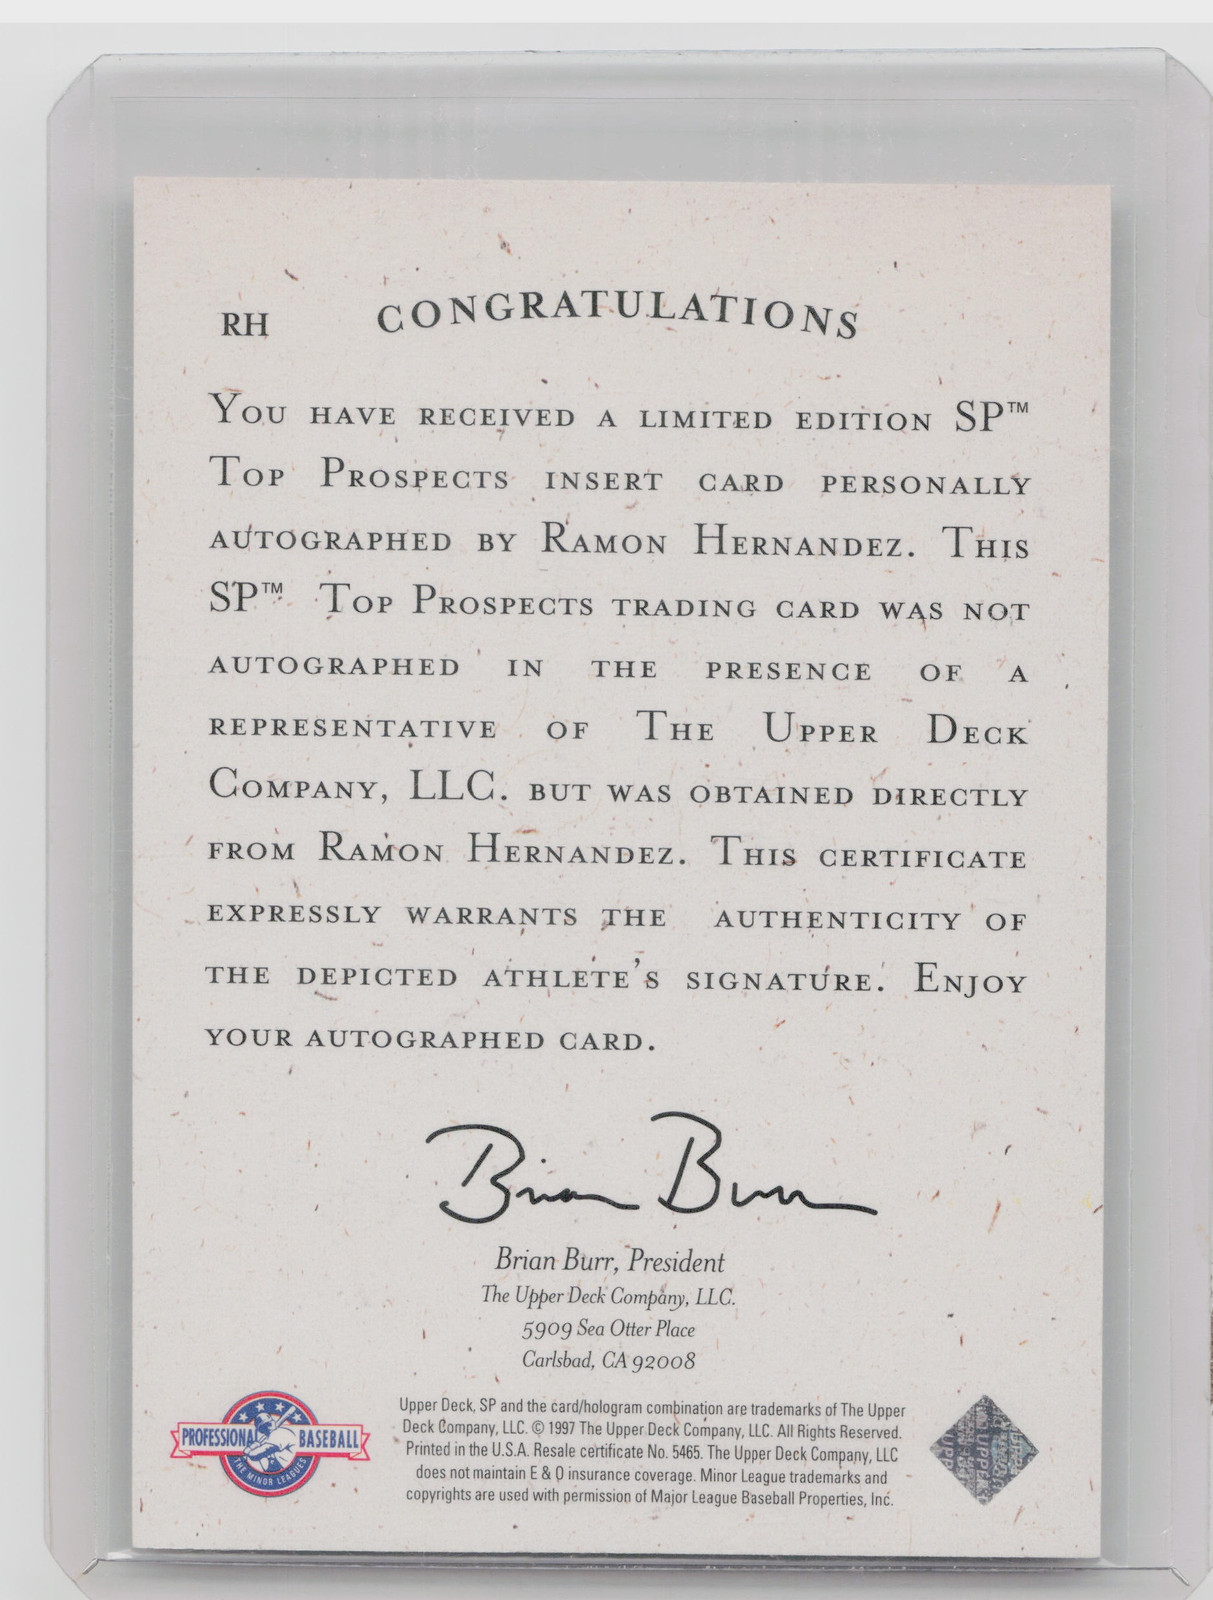 RH
CONGRATULATIONS
YOU HAVE RECEIVED A LIMITED EDITION SP™
TOP PROSPECTS INSERT CARD PERSONALLY
AUTOGRAPHED BY RAMON HERNANDEZ. THIS
SP™ TOP PROSPECTS TRADING CARD WAS NOT
AUTOGRAPHED IN THE PRESENCE OF A
REPRESENTATIVE OF THE UPPER DECK
COMPANY, LLC. BUT WAS OBTAINED DIRECTLY
FROM RAMON HERNANDEZ. THIS CERTIFICATE
EXPRESSLY WARRANTS THE AUTHENTICITY OF
THE DEPICTED ATHLETE'S SIGNATURE. ENJOY
YOUR AUTOGRAPHED CARD.
Brian Burr
Brian Burr, President
The Upper Deck Company, LLC.
5909 Sea Otter Place
Carlsbad, CA 92008
PROFESSIONAL BASEBALL
THE MINOR LEAGUES
Upper Deck, SP and the card/hologram combination are trademarks of The Upper
Deck Company, LLC. © 1997 The Upper Deck Company, LLC. All Rights Reserved.
Printed in the U.S.A. Resale certificate No. 5465. The Upper Deck Company, LLC
does not maintain E & O insurance coverage. Minor League trademarks and
copyrights are used with permission of Major League Baseball Properties, Inc.